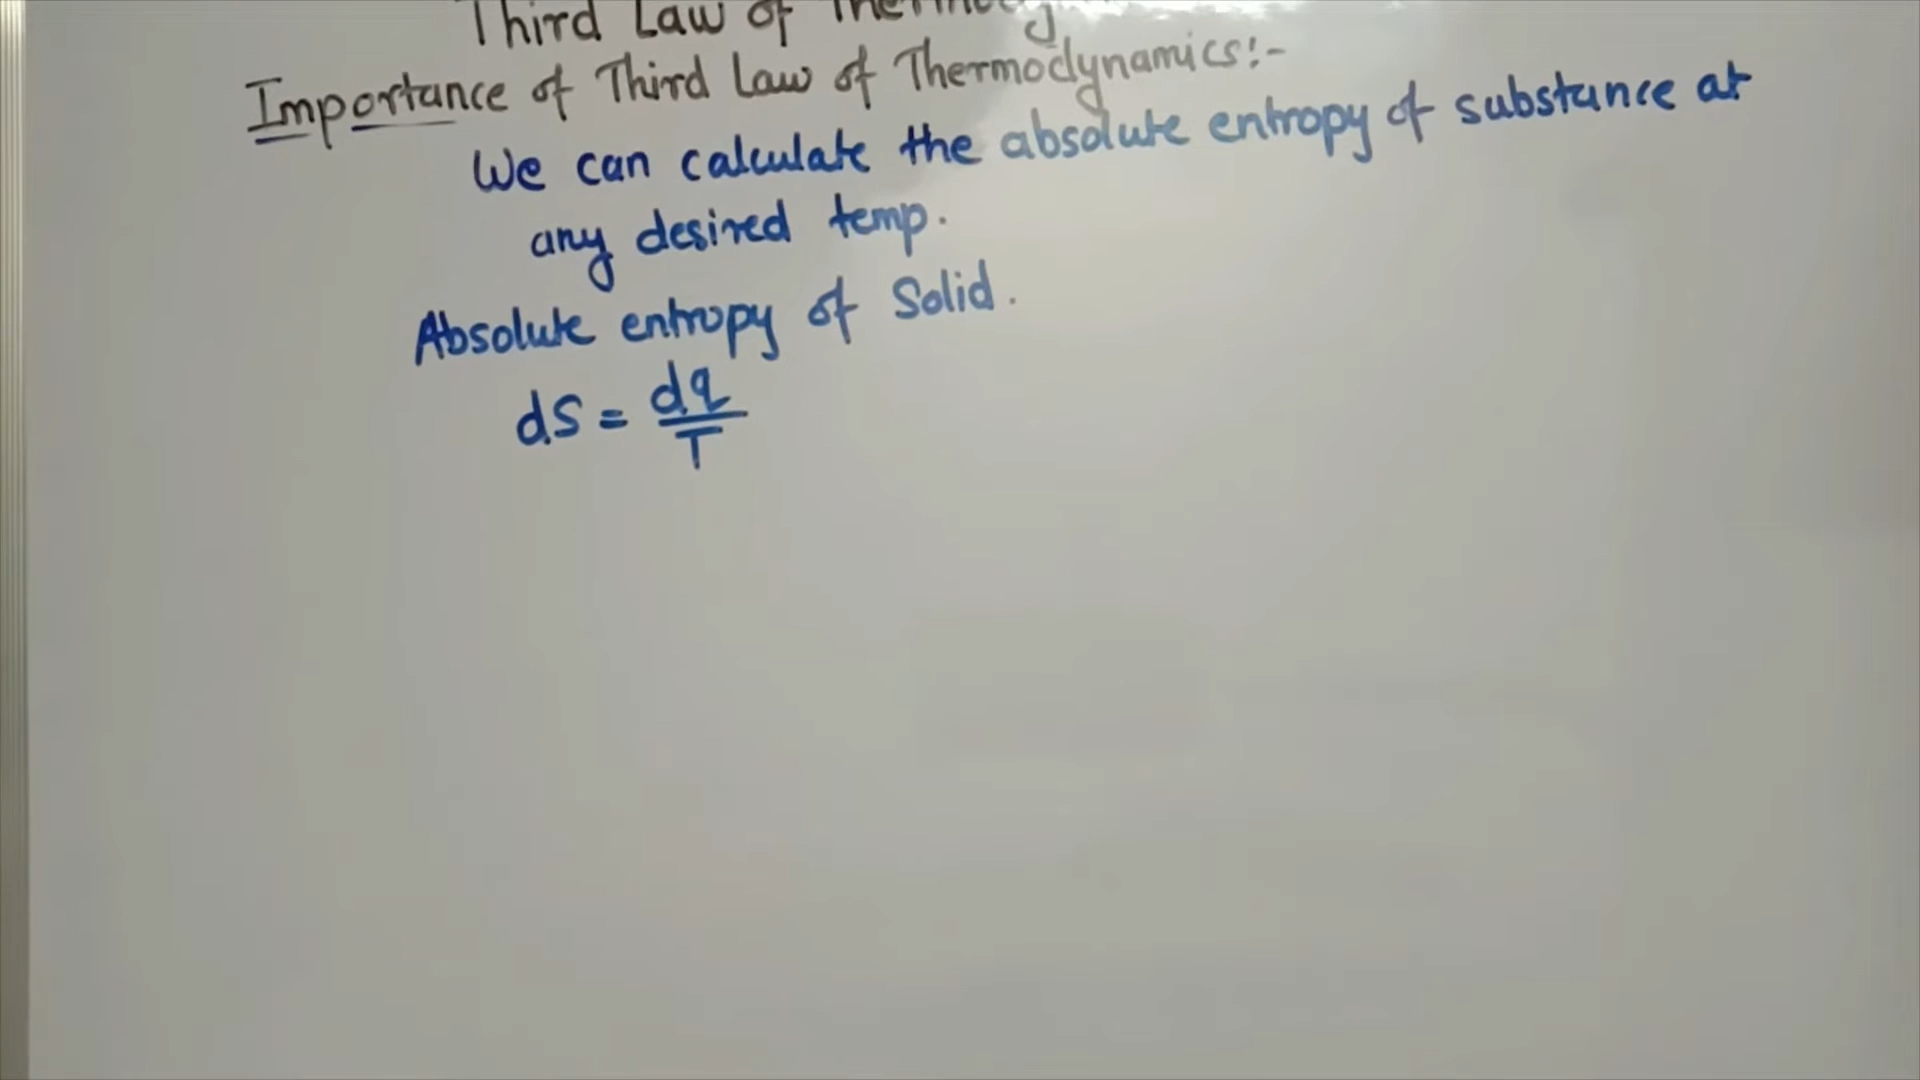 Third Law of
Importance of Third Law of Thermodynamics:-
We can calculate the absolute entropy of substance at
any desired temp.
Absolute entropy of Solid.
dS = dq/T